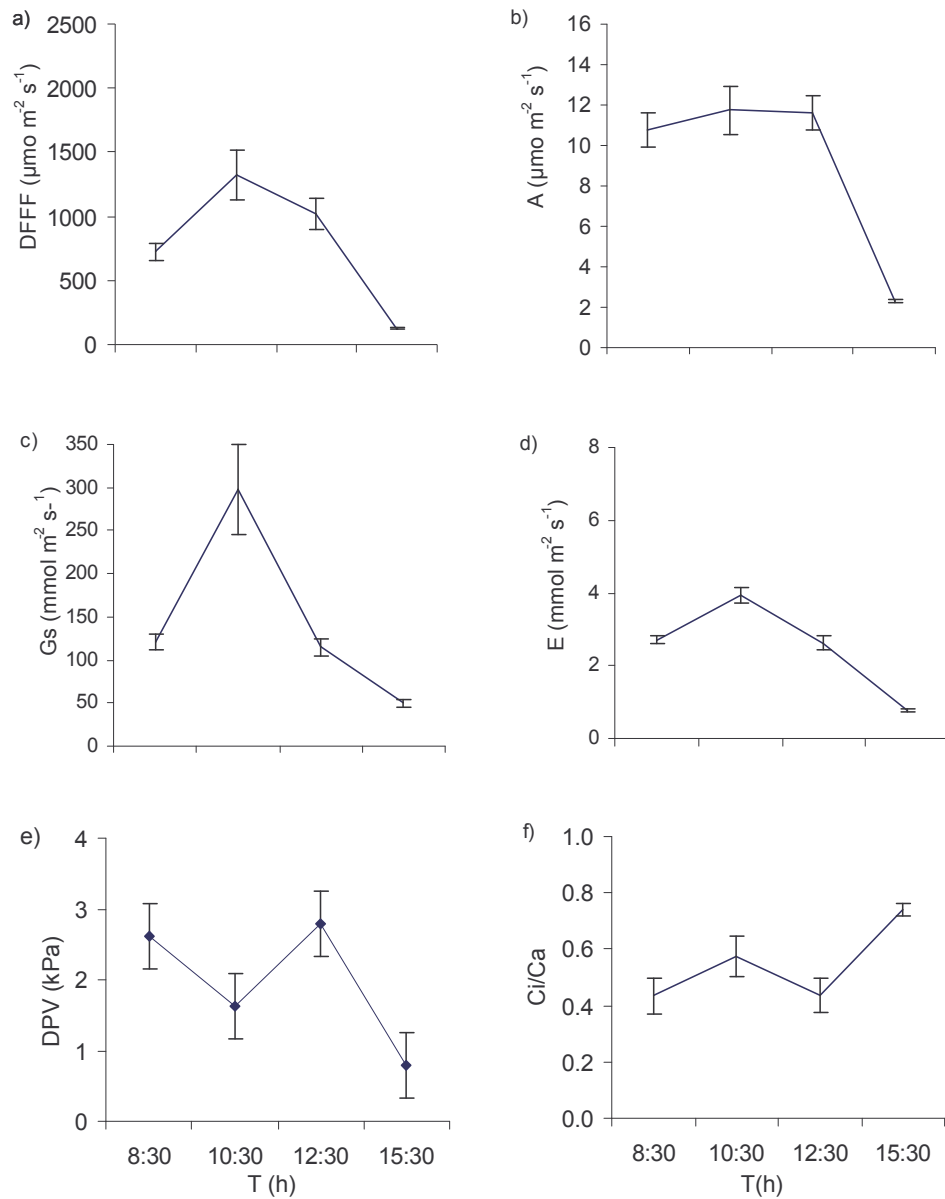 a)
2500
2000
1500
1000
500
0
DFFF (µmo m⁻² s⁻¹)
b)
16
14
12
10
8
6
4
2
0
A (µmo m⁻² s⁻¹)
c)
350
300
250
200
150
100
50
0
Gs (mmol m⁻² s-¹)
d)
8
6
4
2
0
E (mmol m⁻² s⁻¹)
e)
4
3
2
1
0
DPV (kPa)
8:30 10:30 12:30 15:30
T (h)
f)
1.0
0.8
0.6
0.4
0.2
0.0
Ci/Ca
8:30 10:30 12:30 15:30
T(h)